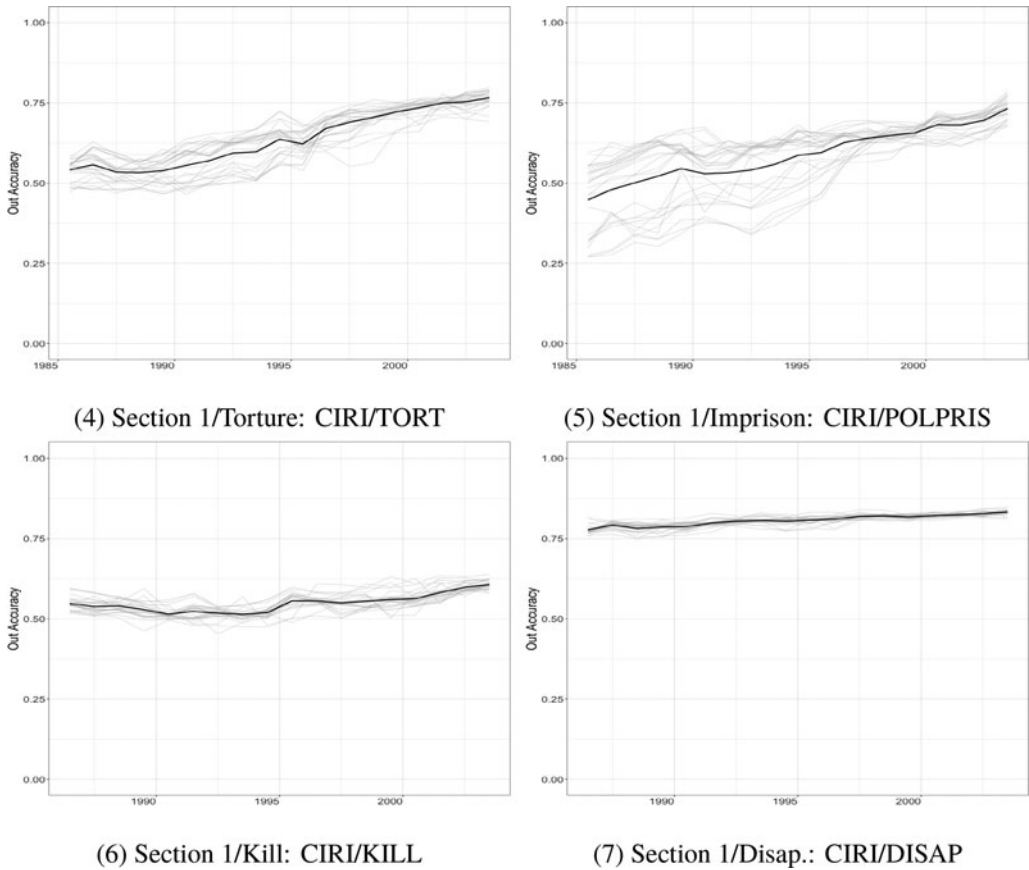 1.00
0.75
0.50
0.25
0.00
Out Accuracy
1985 1990 1995 2000
(4) Section 1/Torture: CIRI/TORT
1.00
0.75
0.50
0.25
0.00
Out Accuracy
1985 1990 1995 2000
(5) Section 1/Imprison: CIRI/POLPRIS
1.00
0.75
0.50
0.25
0.00
Out Accuracy
1990 1995 2000
(6) Section 1/Kill: CIRI/KILL
1.00
0.75
0.50
0.25
0.00
Out Accuracy
1990 1995 2000
(7) Section 1/Disap.: CIRI/DISAP